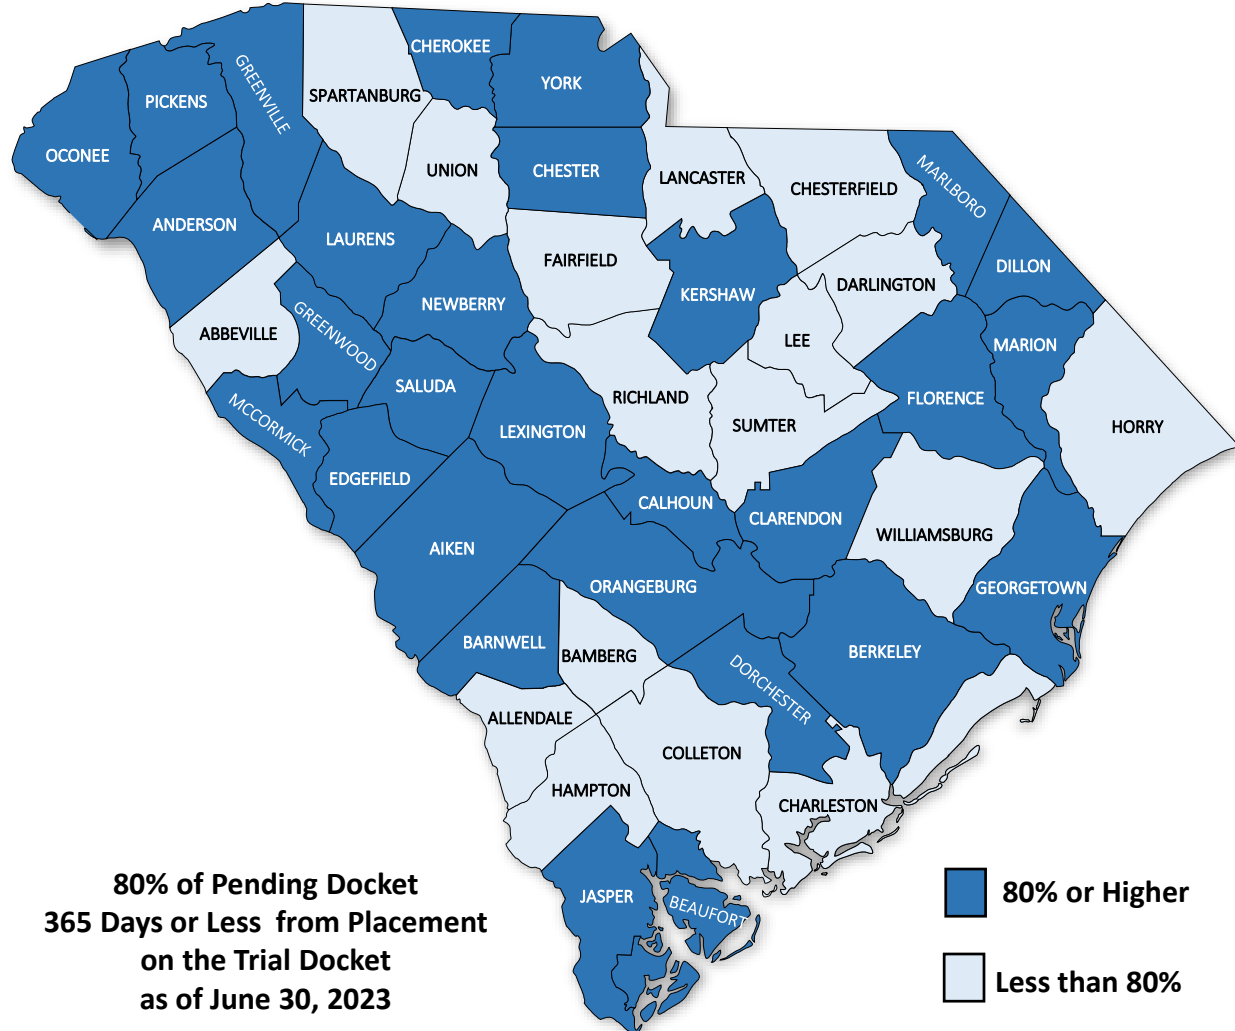 CHEROKEE
YORK
GREENVILLE
PICKENS
SPARTANBURG
OCONEE
UNION
CHESTER
LANCASTER
CHESTERFIELD
MARLBORO
ANDERSON
LAURENS
FAIRFIELD
DILLON
KERSHAW
DARLINGTON
NEWBERRY
ABBEVILLE
GREENWOOD
LEE
MARION
SALUDA
RICHLAND
FLORENCE
MCCORMICK
LEXINGTON
SUMTER
HORRY
EDGEFIELD
CALHOUN
CLARENDON
WILLIAMSBURG
AIKEN
ORANGEBURG
GEORGETOWN
BARNWELL
BAMBERG
BERKELEY
DORCHESTER
ALLENDALE
COLLETON
HAMPTON
CHARLESTON
JASPER
BEAUFORT
80% of Pending Docket
365 Days or Less from Placement
on the Trial Docket
as of June 30, 2023
80% or Higher
Less than 80%